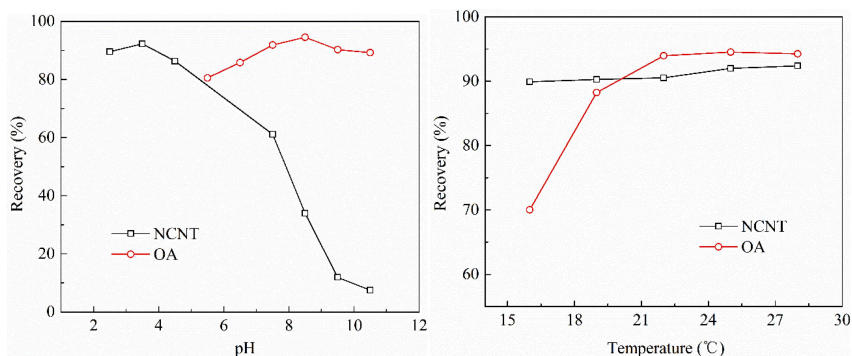 100
80
60
40
20
0
Recovery (%)
NCNT
OA
2 4 6 8 10 12
pH
100
90
80
70
60
Recovery (%)
NCNT
OA
15 18 21 24 27 30
Temperature (℃)